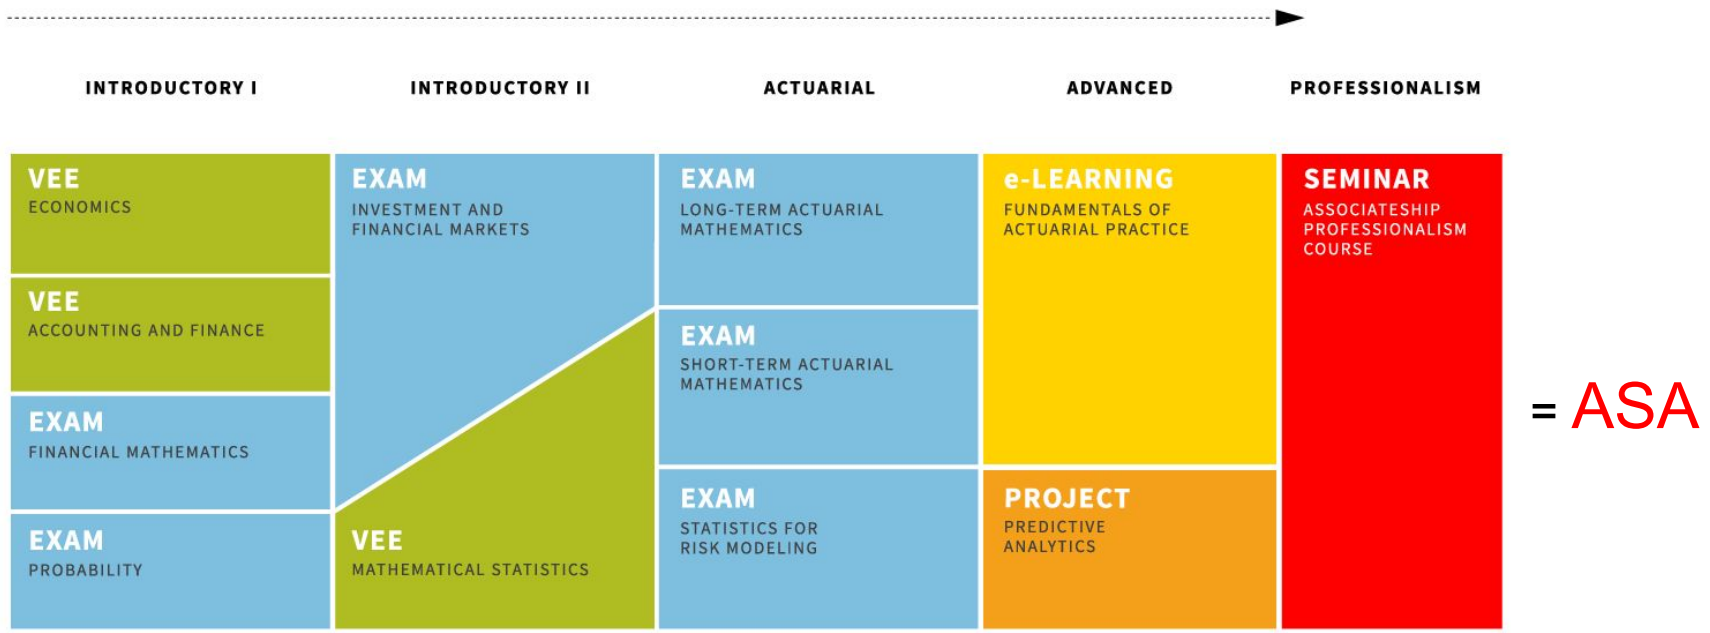 INTRODUCTORY I
INTRODUCTORY II
ACTUARIAL
ADVANCED
PROFESSIONALISM
VEE
ECONOMICS
VEE
ACCOUNTING AND FINANCE
EXAM
FINANCIAL MATHEMATICS
EXAM
PROBABILITY
EXAM
INVESTMENT AND
FINANCIAL MARKETS
VEE
MATHEMATICAL STATISTICS
EXAM
LONG-TERM ACTUARIAL
MATHEMATICS
EXAM
SHORT-TERM ACTUARIAL
MATHEMATICS
EXAM
STATISTICS FOR
RISK MODELING
e-LEARNING
FUNDAMENTALS OF
ACTUARIAL PRACTICE
PROJECT
PREDICTIVE
ANALYTICS
SEMINAR
ASSOCIATESHIP
PROFESSIONALISM
COURSE
= ASA